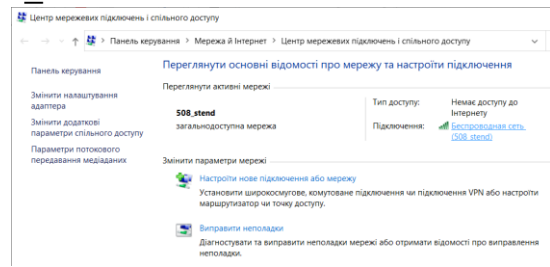 Центр мережевих підключень і спільного доступу
Панель керування > Мережа й Інтернет > Центр мережевих підключень і спільного доступу
Панель керування
Змінити налаштування
адаптера
Змінити додаткові
параметри спільного доступу
Параметри потокового
передавання медіаданих
Переглянути основні відомості про мережу та настроїти підключення
Переглянути активні мережі
508_stend
загальнодоступна мережа
Тип доступу: Немає доступу до
Інтернету
Підключення: Беспроводная сеть
(508_stend)
Змінити параметри мережі
Настроїти нове підключення або мережу
Установити широкосмугове, комутоване підключення чи підключення VPN або настроїти
маршрутизатор чи точку доступу.
Виправити неполадки
Діагностувати та виправити неполадки мережі або отримати відомості про виправлення
неполадки.